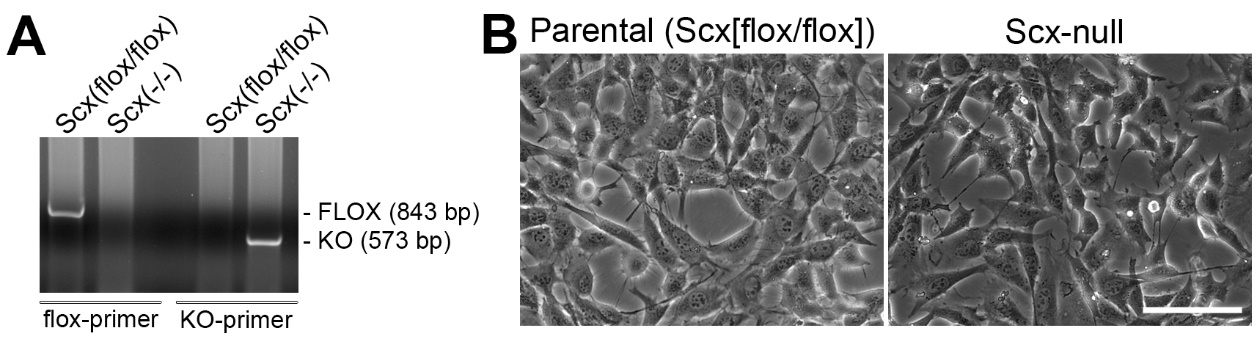 A
Scx(flox/flox)
Scx(-/-)
Scx(flox/flox)
Scx(-/-)
- FLOX (843 bp)
- KO (573 bp)
flox-primer
KO-primer
B
Parental (Scx[flox/flox])
Scx-null